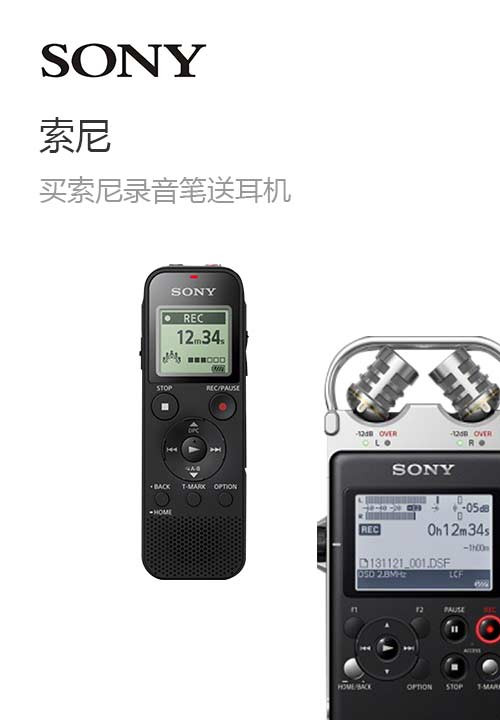 SONY
索尼
买索尼录音笔送耳机
SONY
REC
12m34s
STOP
REC/PAUSE
DPC
A-B
BACK
T-MARK
OPTION
HOME
-12dB OVER
L
-12dB OVER
R
SONY
L
R
-05dB
REC
0h12m34s
-1h00m
131121_001.DSF
DSD 2.8MHz
LCF
F1
F2
PAUSE
REC
ACCESS
HOME/BACK
OPTION
STOP
T-MARK